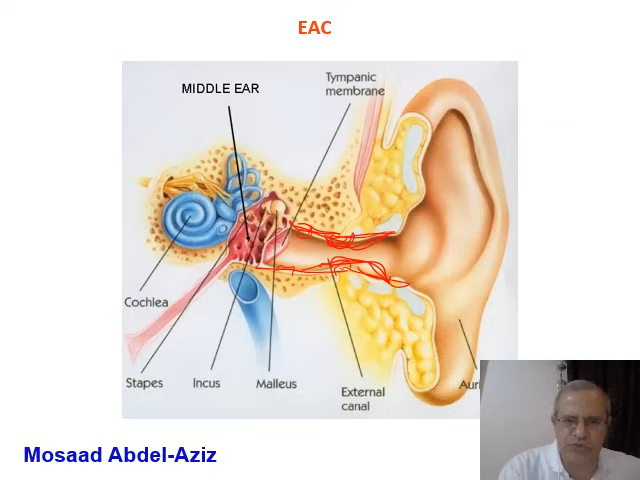 EAC
Tympanic
membrane
MIDDLE EAR
Cochlea
Stapes
Incus
Malleus
External
canal
Mosaad Abdel-Aziz